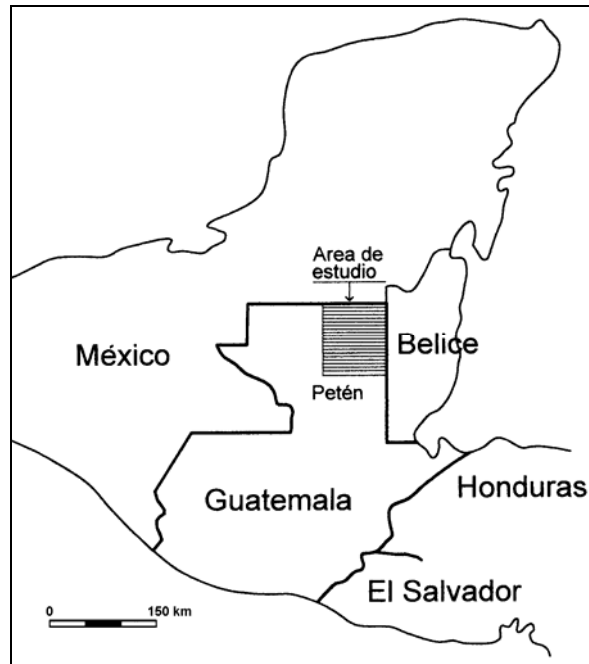 Area de
estudio
México
Belice
Petén
Guatemala
Honduras
El Salvador
0 150 km